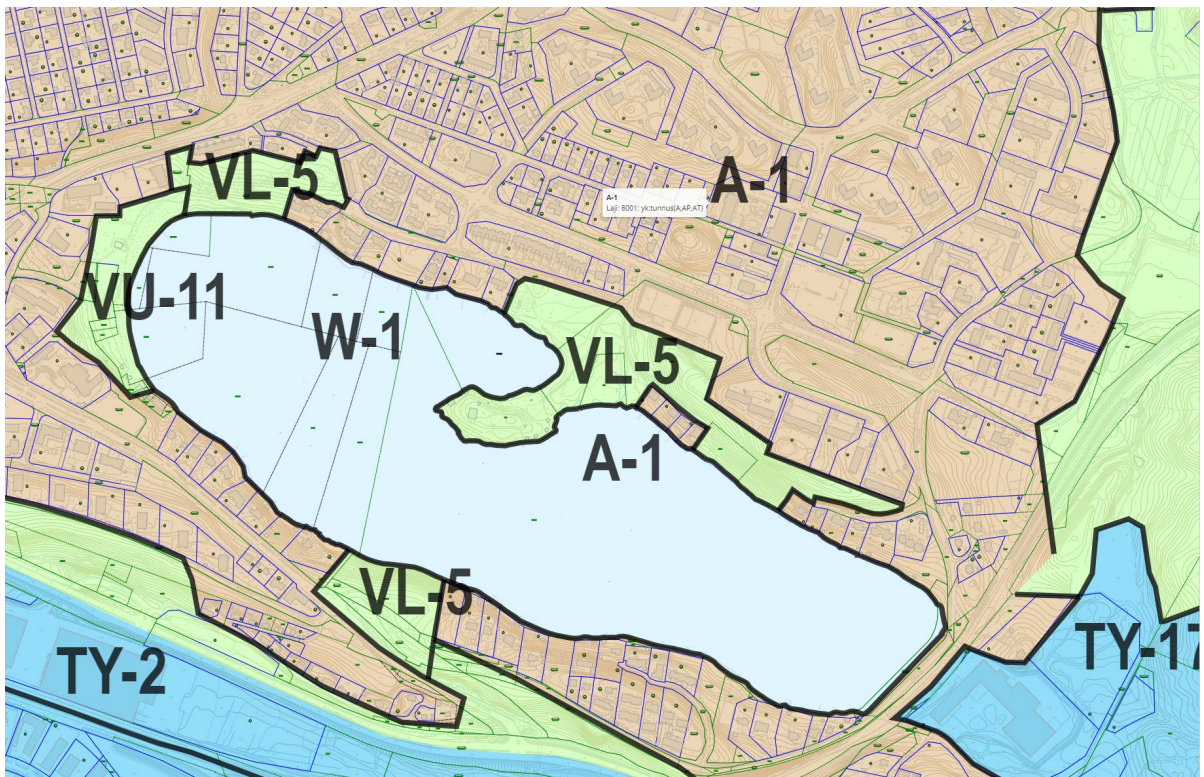 VL-5
A-1
A-1
Laji: 8001: yk:tunnus(A,AP,AT)
VU-11
W-1
VL-5
A-1
VL-5
TY-2
TY-17